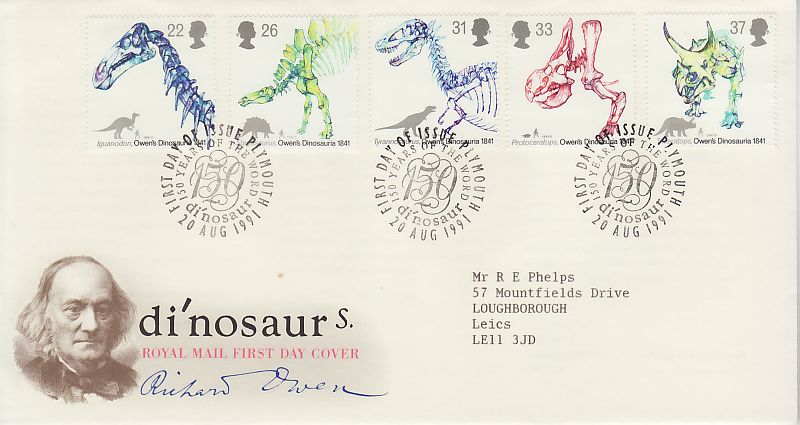 22
26
31
33
37
Iguanodon, Owen's Dinosauria 1841
Owen's Dinosauria 1841
Owen's Dinosauria 1841
Protoceratops, Owen's Dinosauria 1841
Owen's Dinosauria 1841
FIRST DAY OF ISSUE PLYMOUTH
150 YEARS OF THE WORD
150
di'nosaur
20 AUG 1991
FIRST DAY OF ISSUE PLYMOUTH
150 YEARS OF THE WORD
150
di'nosaur
20 AUG 1991
FIRST DAY OF ISSUE PLYMOUTH
150 YEARS OF THE WORD
150
di'nosaur
20 AUG 1991
Mr R E Phelps
57 Mountfields Drive
LOUGHBOROUGH
Leics
LE11 3JD
di'nosaur s.
ROYAL MAIL FIRST DAY COVER
Richard Owen